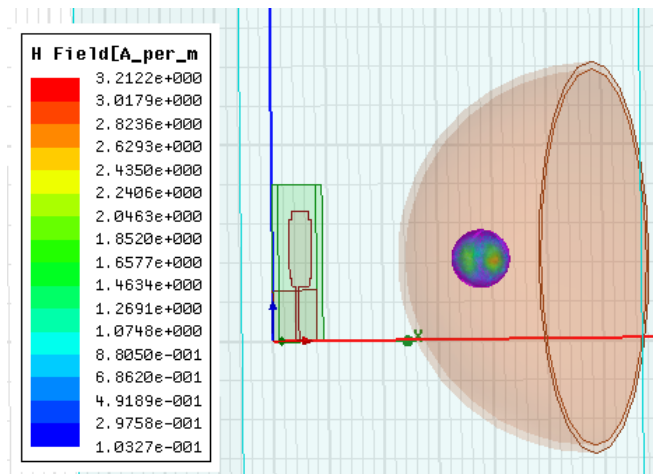 H Field[A_per_m
3.2122e+000
3.0179e+000
2.8236e+000
2.6293e+000
2.4350e+000
2.2406e+000
2.0463e+000
1.8520e+000
1.6577e+000
1.4634e+000
1.2691e+000
1.0748e+000
8.8050e-001
6.8620e-001
4.9189e-001
2.9758e-001
1.0327e-001
X